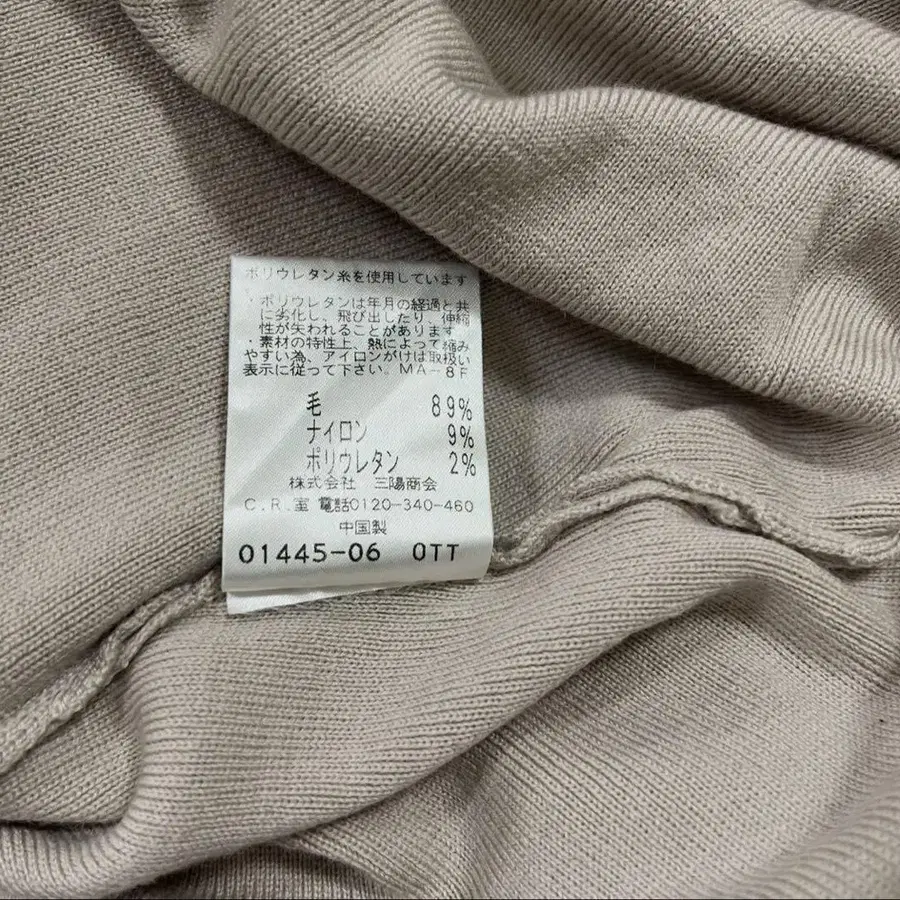 ポリウレタン糸を使用しています
・ポリウレタンは年月の経過と共
に劣化し、飛び出したり、伸縮
性が失われることがあります
・素材の特性上、熱によって縮み
やすい為、アイロンがけは取扱い
表示に従って下さい。MA-8F
毛 89%
ナイロン 9%
ポリウレタン 2%
株式会社 三陽商会
C.R.室 電話0120-340-460
中国製
01445-06 0TT